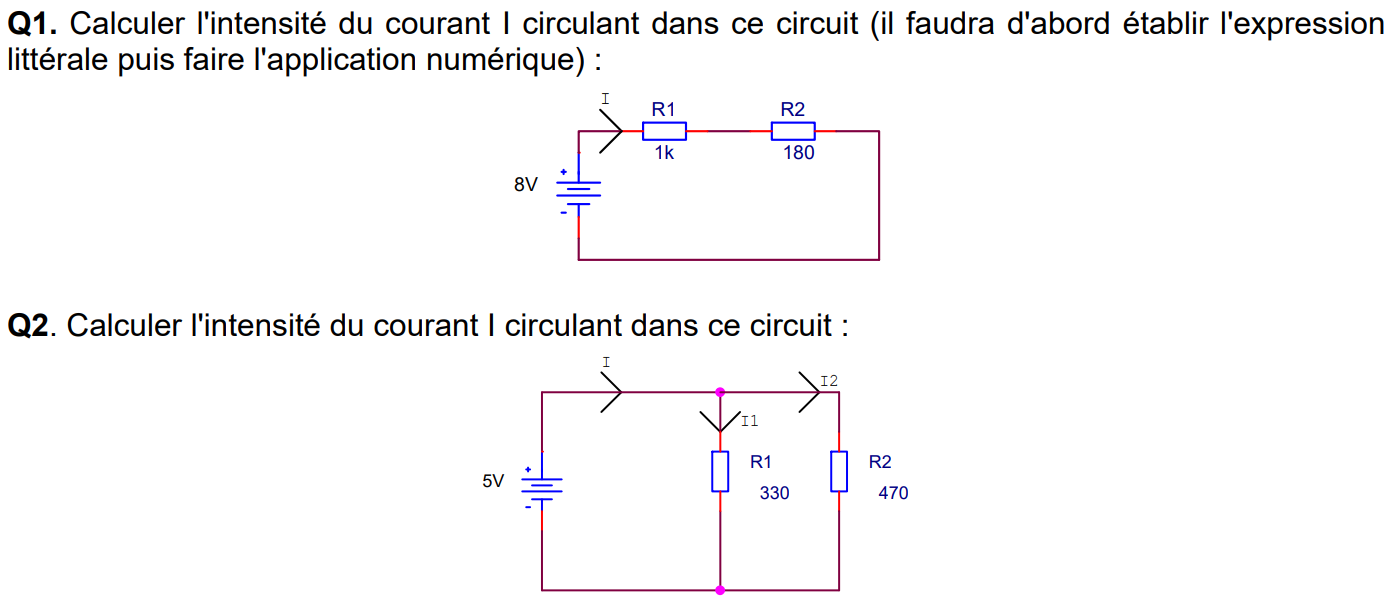 Q1. Calculer l'intensité du courant I circulant dans ce circuit (il faudra d'abord établir l'expression
littérale puis faire l'application numérique) :
I
R1
R2
1k
180
+
8V
-
Q2. Calculer l'intensité du courant I circulant dans ce circuit :
I
I2
I1
R1
R2
+
5V
330
470
-